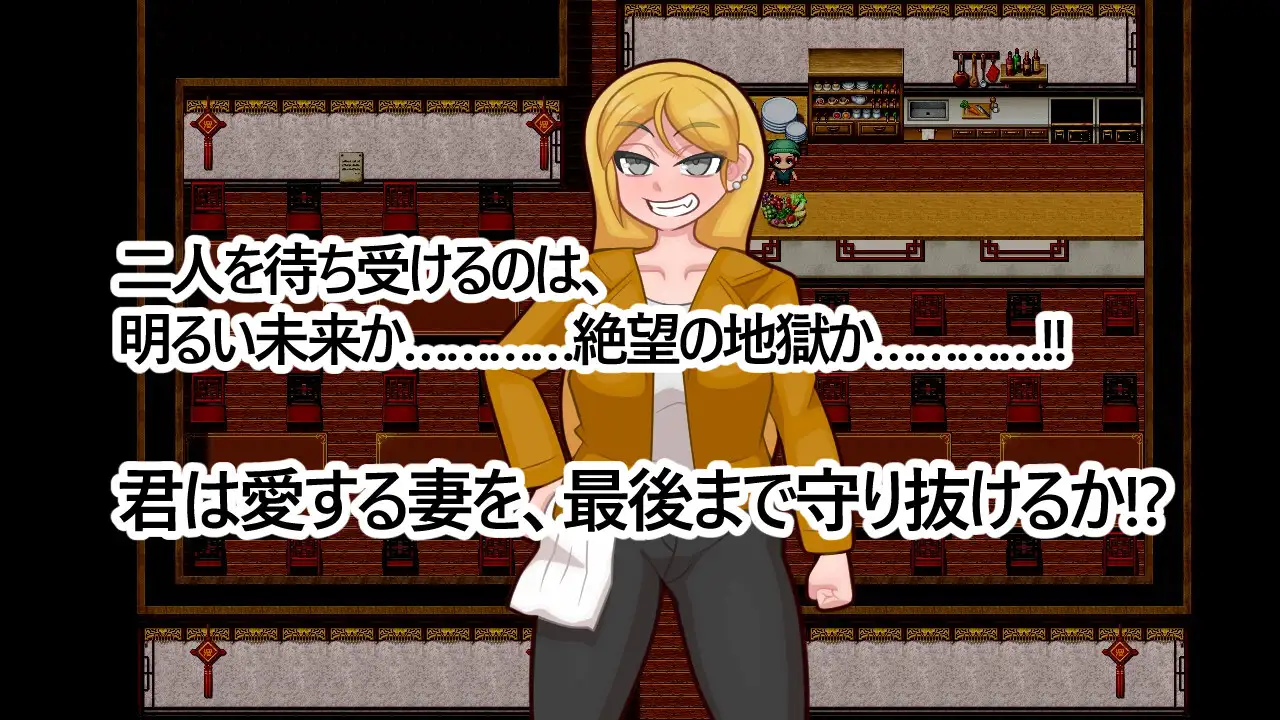 二人を待ち受けるのは、
明るい未来か…………絶望の地獄か…………!!
君は愛する妻を、最後まで守り抜けるか!?